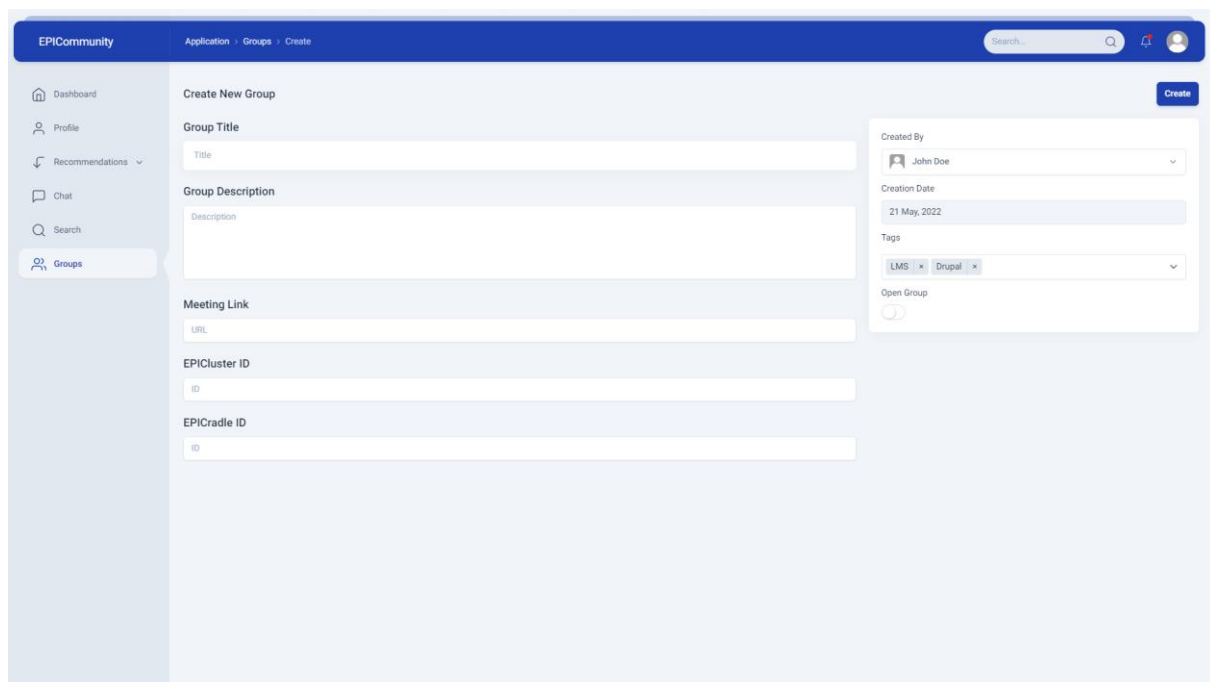 EPICommunity
Application > Groups > Create
Search...
Dashboard
Profile
Recommendations
Chat
Search
Groups
Create New Group
Create
Group Title
Title
Group Description
Description
Meeting Link
URL
EPICluster ID
ID
EPICradle ID
ID
Created By
John Doe
Creation Date
21 May, 2022
Tags
LMS × Drupal ×
Open Group